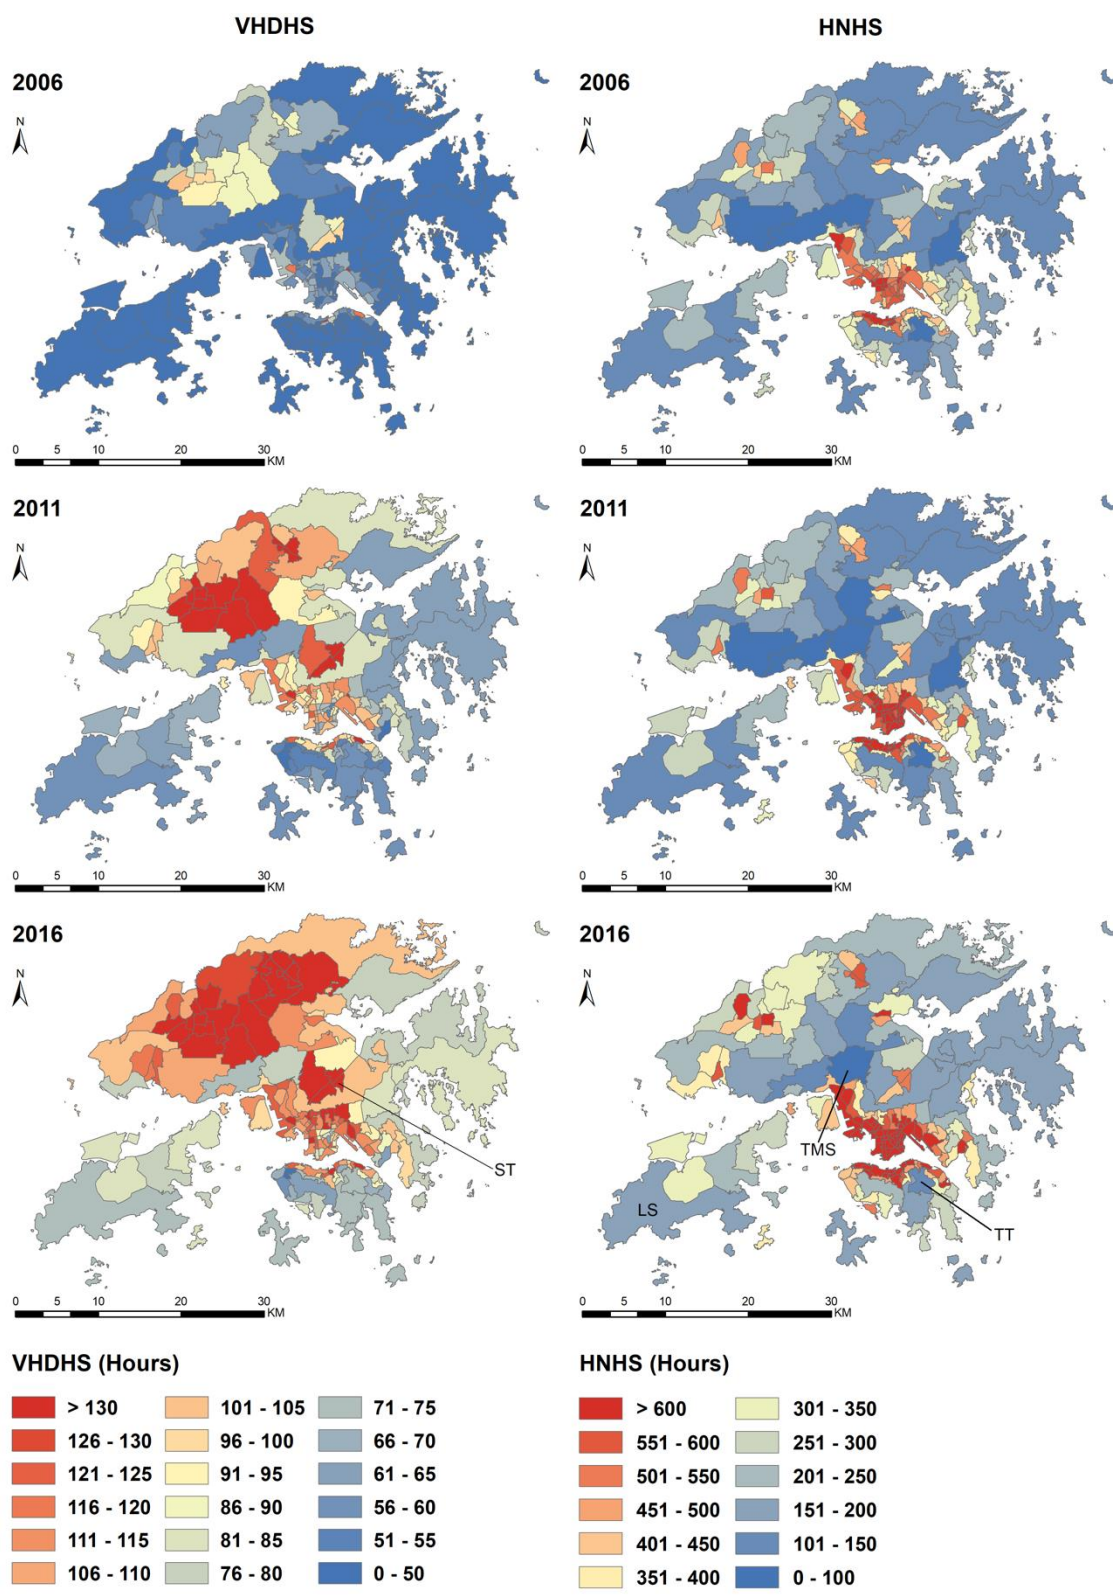 VHDHS
HNHS
2006
2006
N
N
0 5 10 20 30
KM
0 5 10 20 30
KM
2011
2011
N
N
0 5 10 20 30
KM
0 5 10 20 30
KM
2016
2016
N
N
ST
TMS
LS
TT
0 5 10 20 30
KM
0 5 10 20 30
KM
VHDHS (Hours)
> 130
126 - 130
121 - 125
116 - 120
111 - 115
106 - 110
101 - 105
96 - 100
91 - 95
86 - 90
81 - 85
76 - 80
71 - 75
66 - 70
61 - 65
56 - 60
51 - 55
0 - 50
HNHS (Hours)
> 600
551 - 600
501 - 550
451 - 500
401 - 450
351 - 400
301 - 350
251 - 300
201 - 250
151 - 200
101 - 150
0 - 100